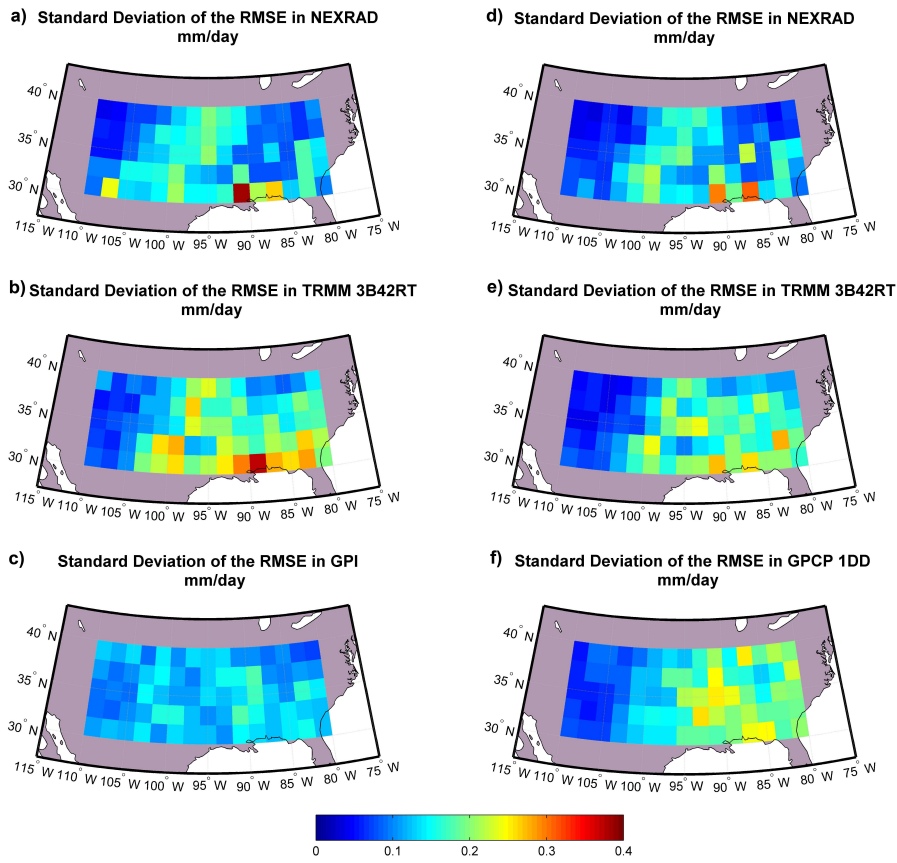 a) Standard Deviation of the RMSE in NEXRAD
mm/day
40° N
35° N
30° N
115° W 110° W 105° W 100° W 95° W 90° W 85° W 80° W 75° W
d) Standard Deviation of the RMSE in NEXRAD
mm/day
40° N
35° N
30° N
115° W 110° W 105° W 100° W 95° W 90° W 85° W 80° W 75° W
b) Standard Deviation of the RMSE in TRMM 3B42RT
mm/day
40° N
35° N
30° N
115° W 110° W 105° W 100° W 95° W 90° W 85° W 80° W 75° W
e) Standard Deviation of the RMSE in TRMM 3B42RT
mm/day
40° N
35° N
30° N
115° W 110° W 105° W 100° W 95° W 90° W 85° W 80° W 75° W
c) Standard Deviation of the RMSE in GPI
mm/day
40° N
35° N
30° N
115° W 110° W 105° W 100° W 95° W 90° W 85° W 80° W 75° W
f) Standard Deviation of the RMSE in GPCP 1DD
mm/day
40° N
35° N
30° N
115° W 110° W 105° W 100° W 95° W 90° W 85° W 80° W 75° W
0 0.1 0.2 0.3 0.4